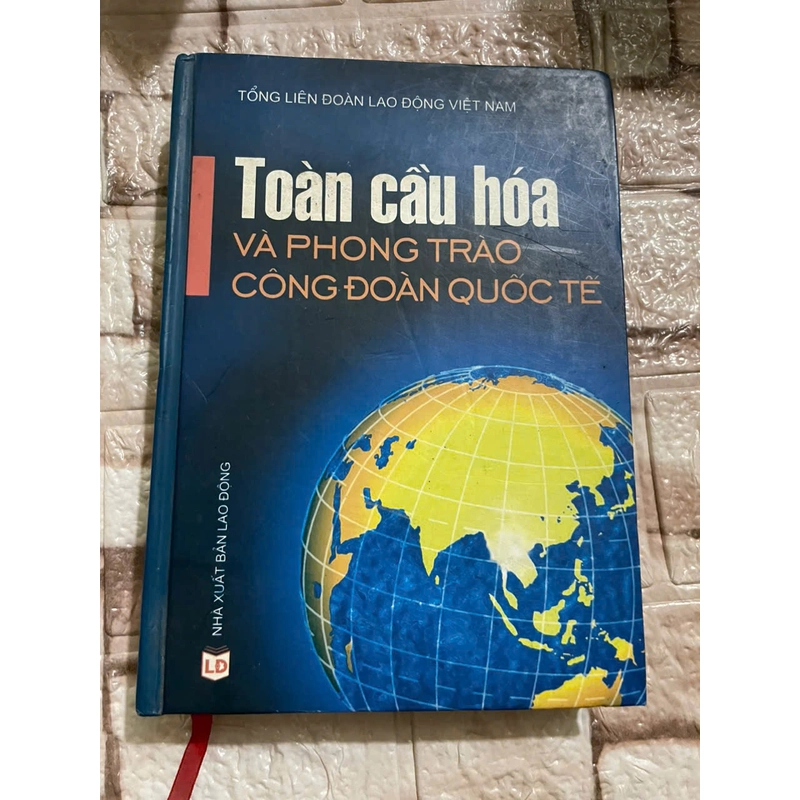 TỔNG LIÊN ĐOÀN LAO ĐỘNG VIỆT NAM
Toàn cầu hóa
VÀ PHONG TRÀO
CÔNG ĐOÀN QUỐC TẾ
NHÀ XUẤT BẢN LAO ĐỘNG
LĐ